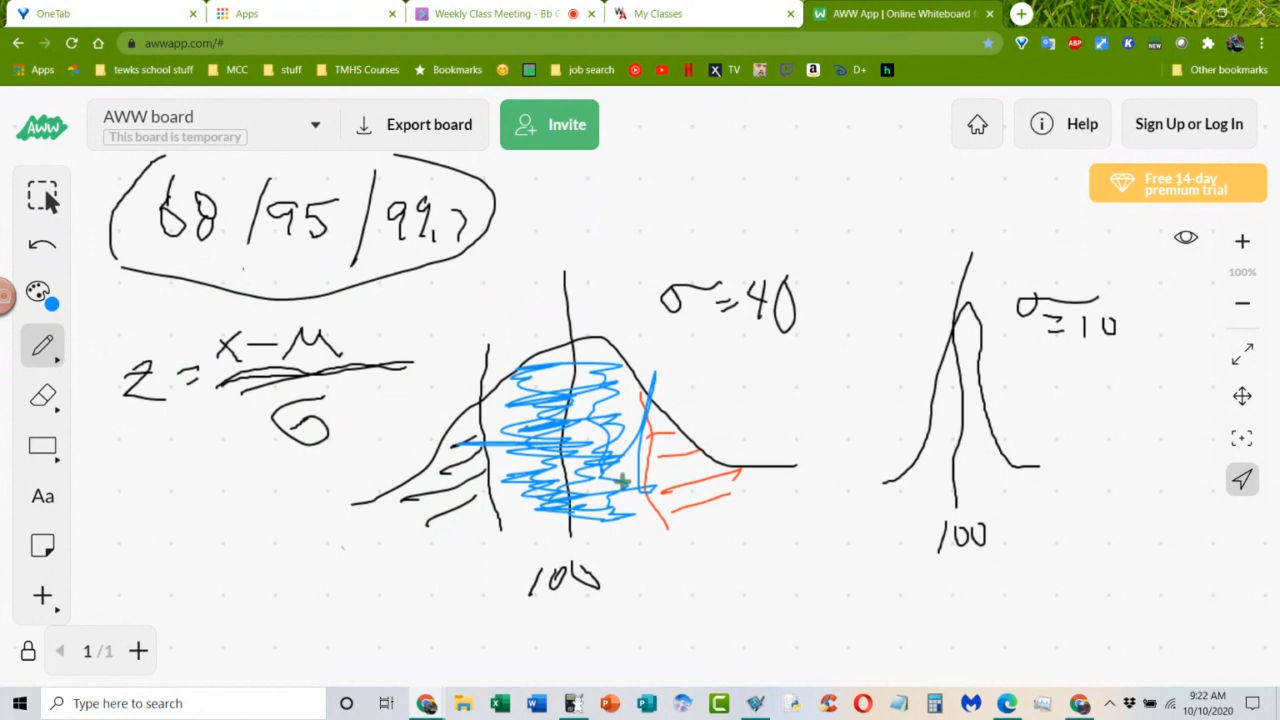 OneTab
Apps
Weekly Class Meeting - Bb C
My Classes
AWW App | Online Whiteboard f
awwapp.com/#
Apps
tewks school stuff
MCC
stuff
TMHS Courses
Bookmarks
job search
TV
D+
Other bookmarks
AWW board
This board is temporary
Export board
Invite
Help
Sign Up or Log In
Free 14-day
premium trial
68 / 95 / 99.7
100%
σ = 40
σ = 10
z = x - μ
σ
100
100
Aa
1 / 1
Type here to search
9:22 AM
10/10/2020